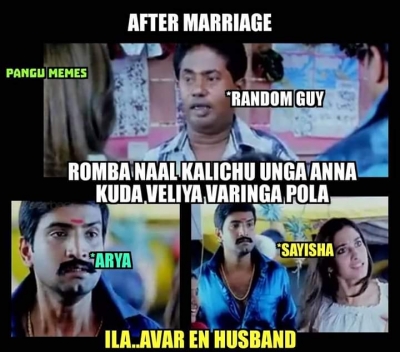 AFTER MARRIAGE
PANGU MEMES
*RANDOM GUY
ROMBA NAAL KALICHU UNGA ANNA
KUDA VELIYA VARINGA POLA
*ARYA
*SAYISHA
ILA..AVAR EN HUSBAND